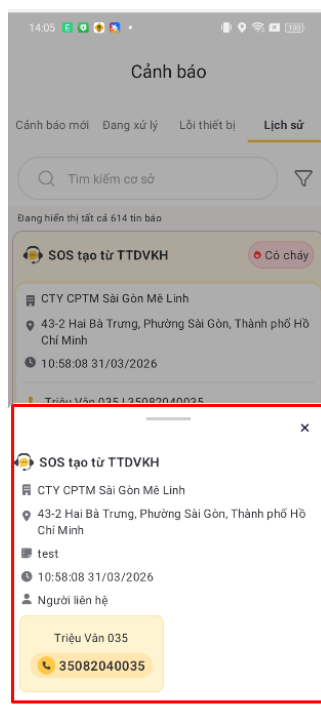 14:05
100
Cảnh báo
Cảnh báo mới Đang xử lý Lỗi thiết bị Lịch sử
Tìm kiếm cơ sở
Đang hiển thị tất cả 614 tin báo
SOS tạo từ TTDVKH Có cháy
CTY CPTM Sài Gòn Mê Linh
43-2 Hai Bà Trưng, Phường Sài Gòn, Thành phố Hồ
Chí Minh
10:58:08 31/03/2026
Triệu Vân 035 | 35082040035
×
SOS tạo từ TTDVKH
CTY CPTM Sài Gòn Mê Linh
43-2 Hai Bà Trưng, Phường Sài Gòn, Thành phố Hồ
Chí Minh
test
10:58:08 31/03/2026
Người liên hệ
Triệu Vân 035
35082040035